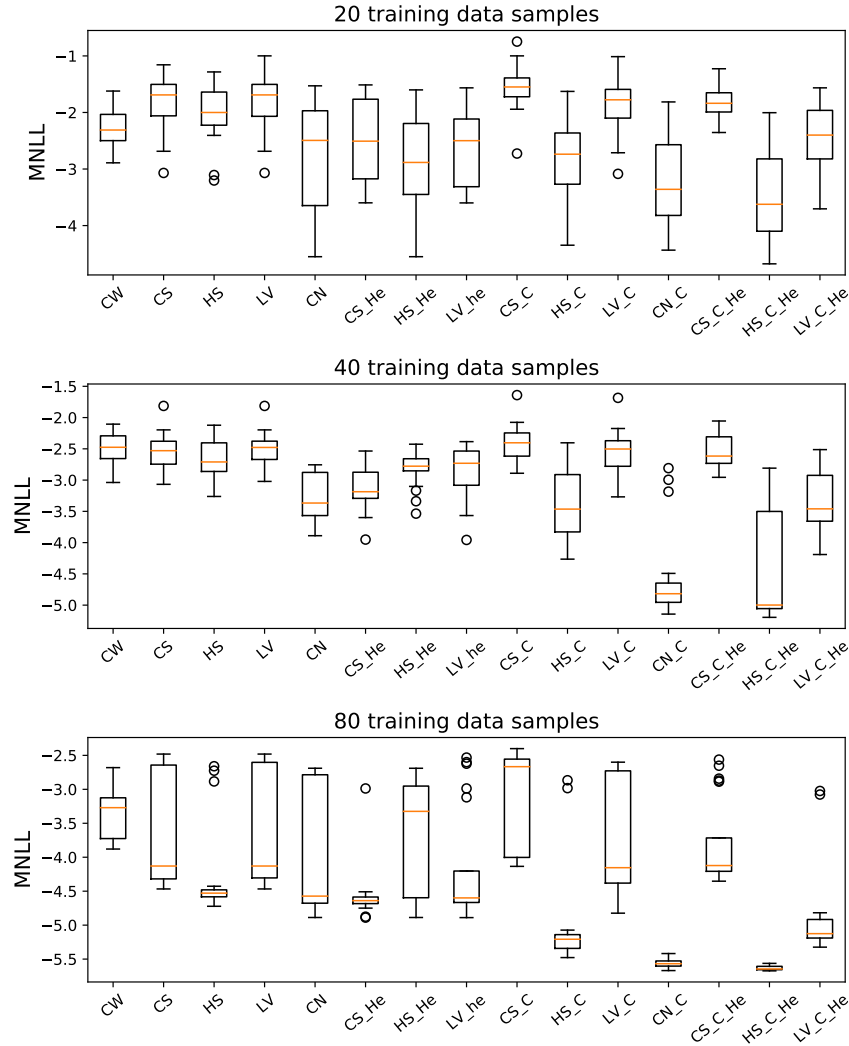 20 training data samples
−1
−2
−3
−4
MNLL
CW CS HS LV CN CS_He HS_He LV_he CS_C HS_C LV_C CN_C CS_C_He HS_C_He LV_C_He
40 training data samples
−1.5
−2.0
−2.5
−3.0
−3.5
−4.0
−4.5
−5.0
MNLL
CW CS HS LV CN CS_He HS_He LV_he CS_C HS_C LV_C CN_C CS_C_He HS_C_He LV_C_He
80 training data samples
−2.5
−3.0
−3.5
−4.0
−4.5
−5.0
−5.5
MNLL
CW CS HS LV CN CS_He HS_He LV_he CS_C HS_C LV_C CN_C CS_C_He HS_C_He LV_C_He